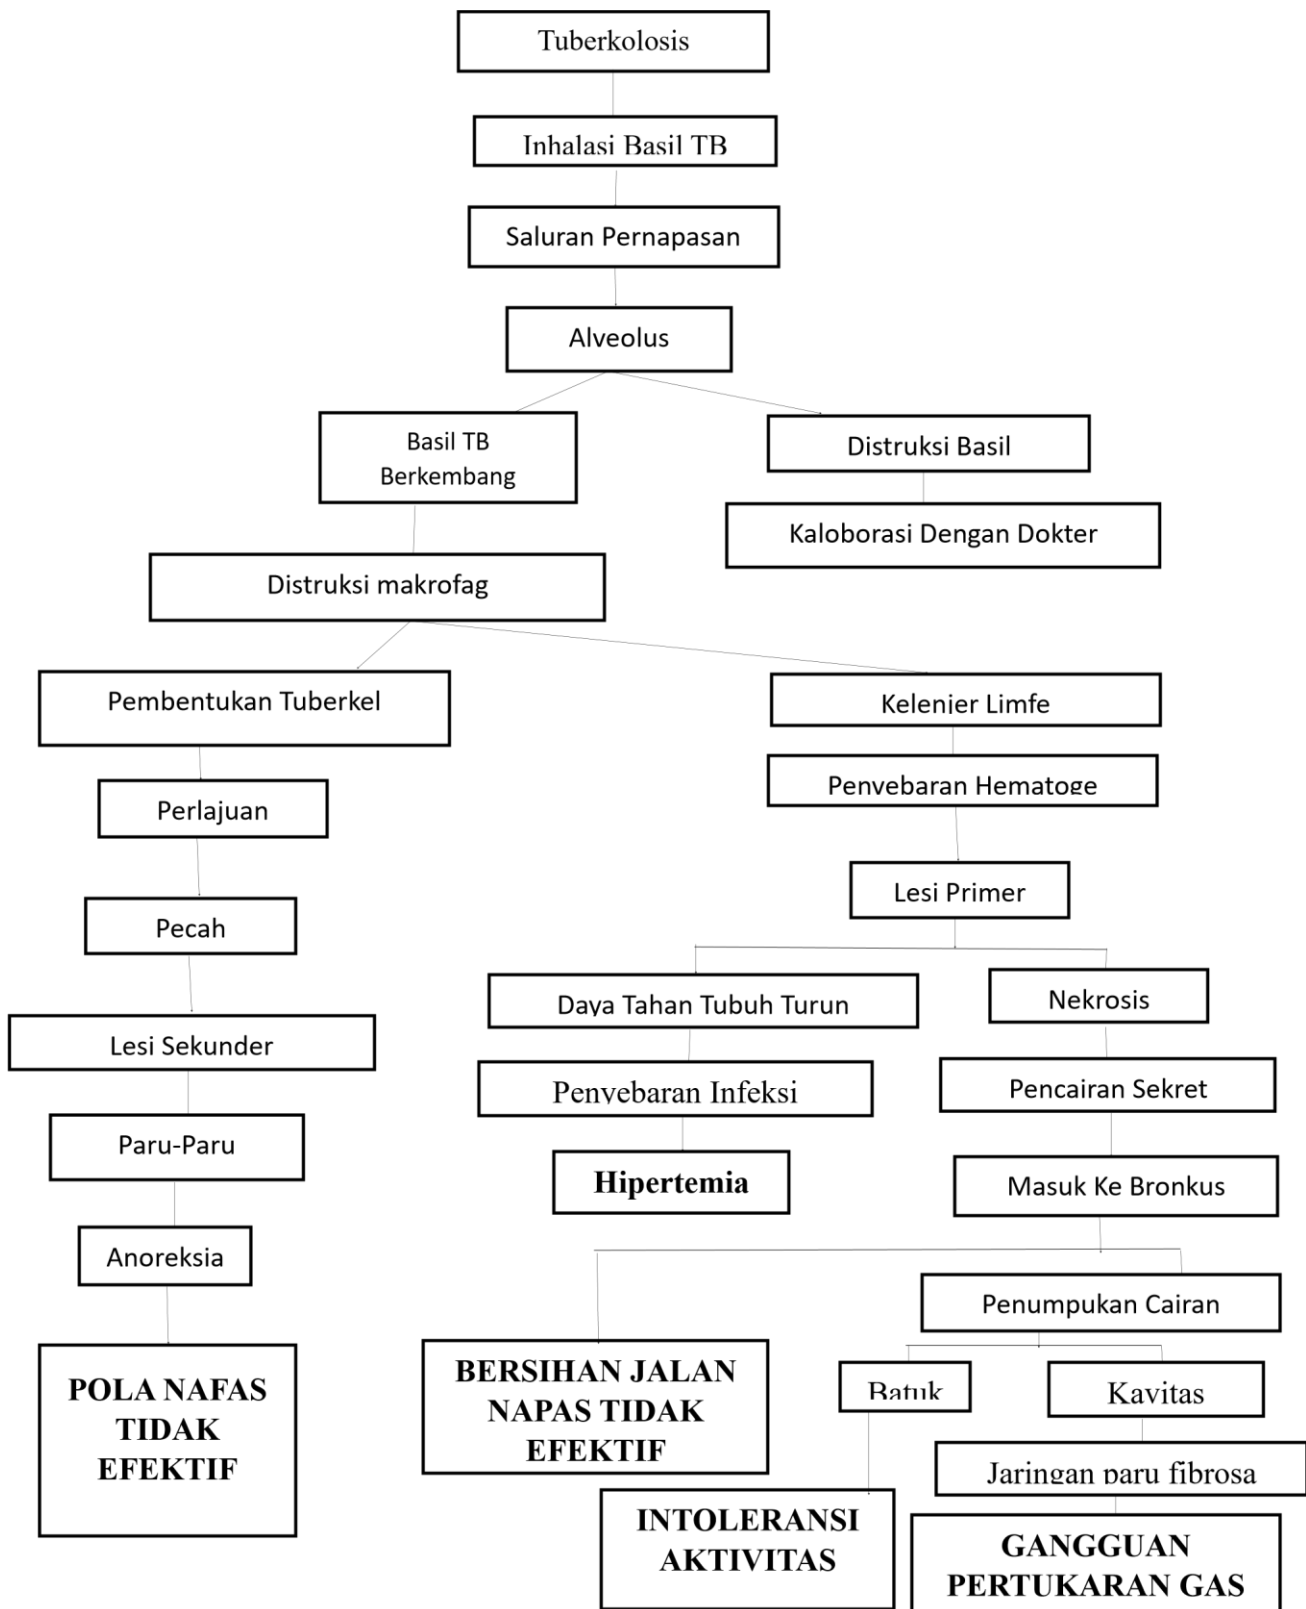 Tuberkolosis
Inhalasi Basil TB
Saluran Pernapasan
Alveolus
Basil TB
Berkembang
Distruksi Basil
Kaloborasi Dengan Dokter
Distruksi makrofag
Pembentukan Tuberkel
Kelenier Limfe
Perlajuan
Penyebaran Hematoge
Pecah
Lesi Primer
Lesi Sekunder
Daya Tahan Tubuh Turun
Nekrosis
Paru-Paru
Penyebaran Infeksi
Pencairan Sekret
Anoreksia
Hipertemia
Masuk Ke Bronkus
Penumpukan Cairan
POLA NAFAS
TIDAK
EFEKTIF
BERSIHAN JALAN
NAPAS TIDAK
EFEKTIF
Batuk
Kavitas
Jaringan paru fibrosa
INTOLERANSI
AKTIVITAS
GANGGUAN
PERTUKARAN GAS